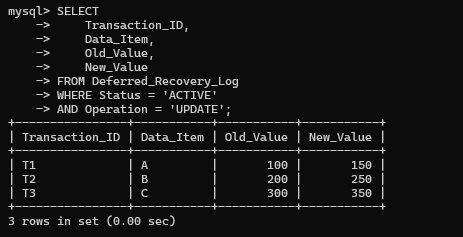 mysql> SELECT
    ->     Transaction_ID,
    ->     Data_Item,
    ->     Old_Value,
    ->     New_Value
    -> FROM Deferred_Recovery_Log
    -> WHERE Status = 'ACTIVE'
    -> AND Operation = 'UPDATE';
+----------------+-----------+-----------+-----------+
| Transaction_ID | Data_Item | Old_Value | New_Value |
+----------------+-----------+-----------+-----------+
| T1             | A         |       100 |       150 |
| T2             | B         |       200 |       250 |
| T3             | C         |       300 |       350 |
+----------------+-----------+-----------+-----------+
3 rows in set (0.00 sec)